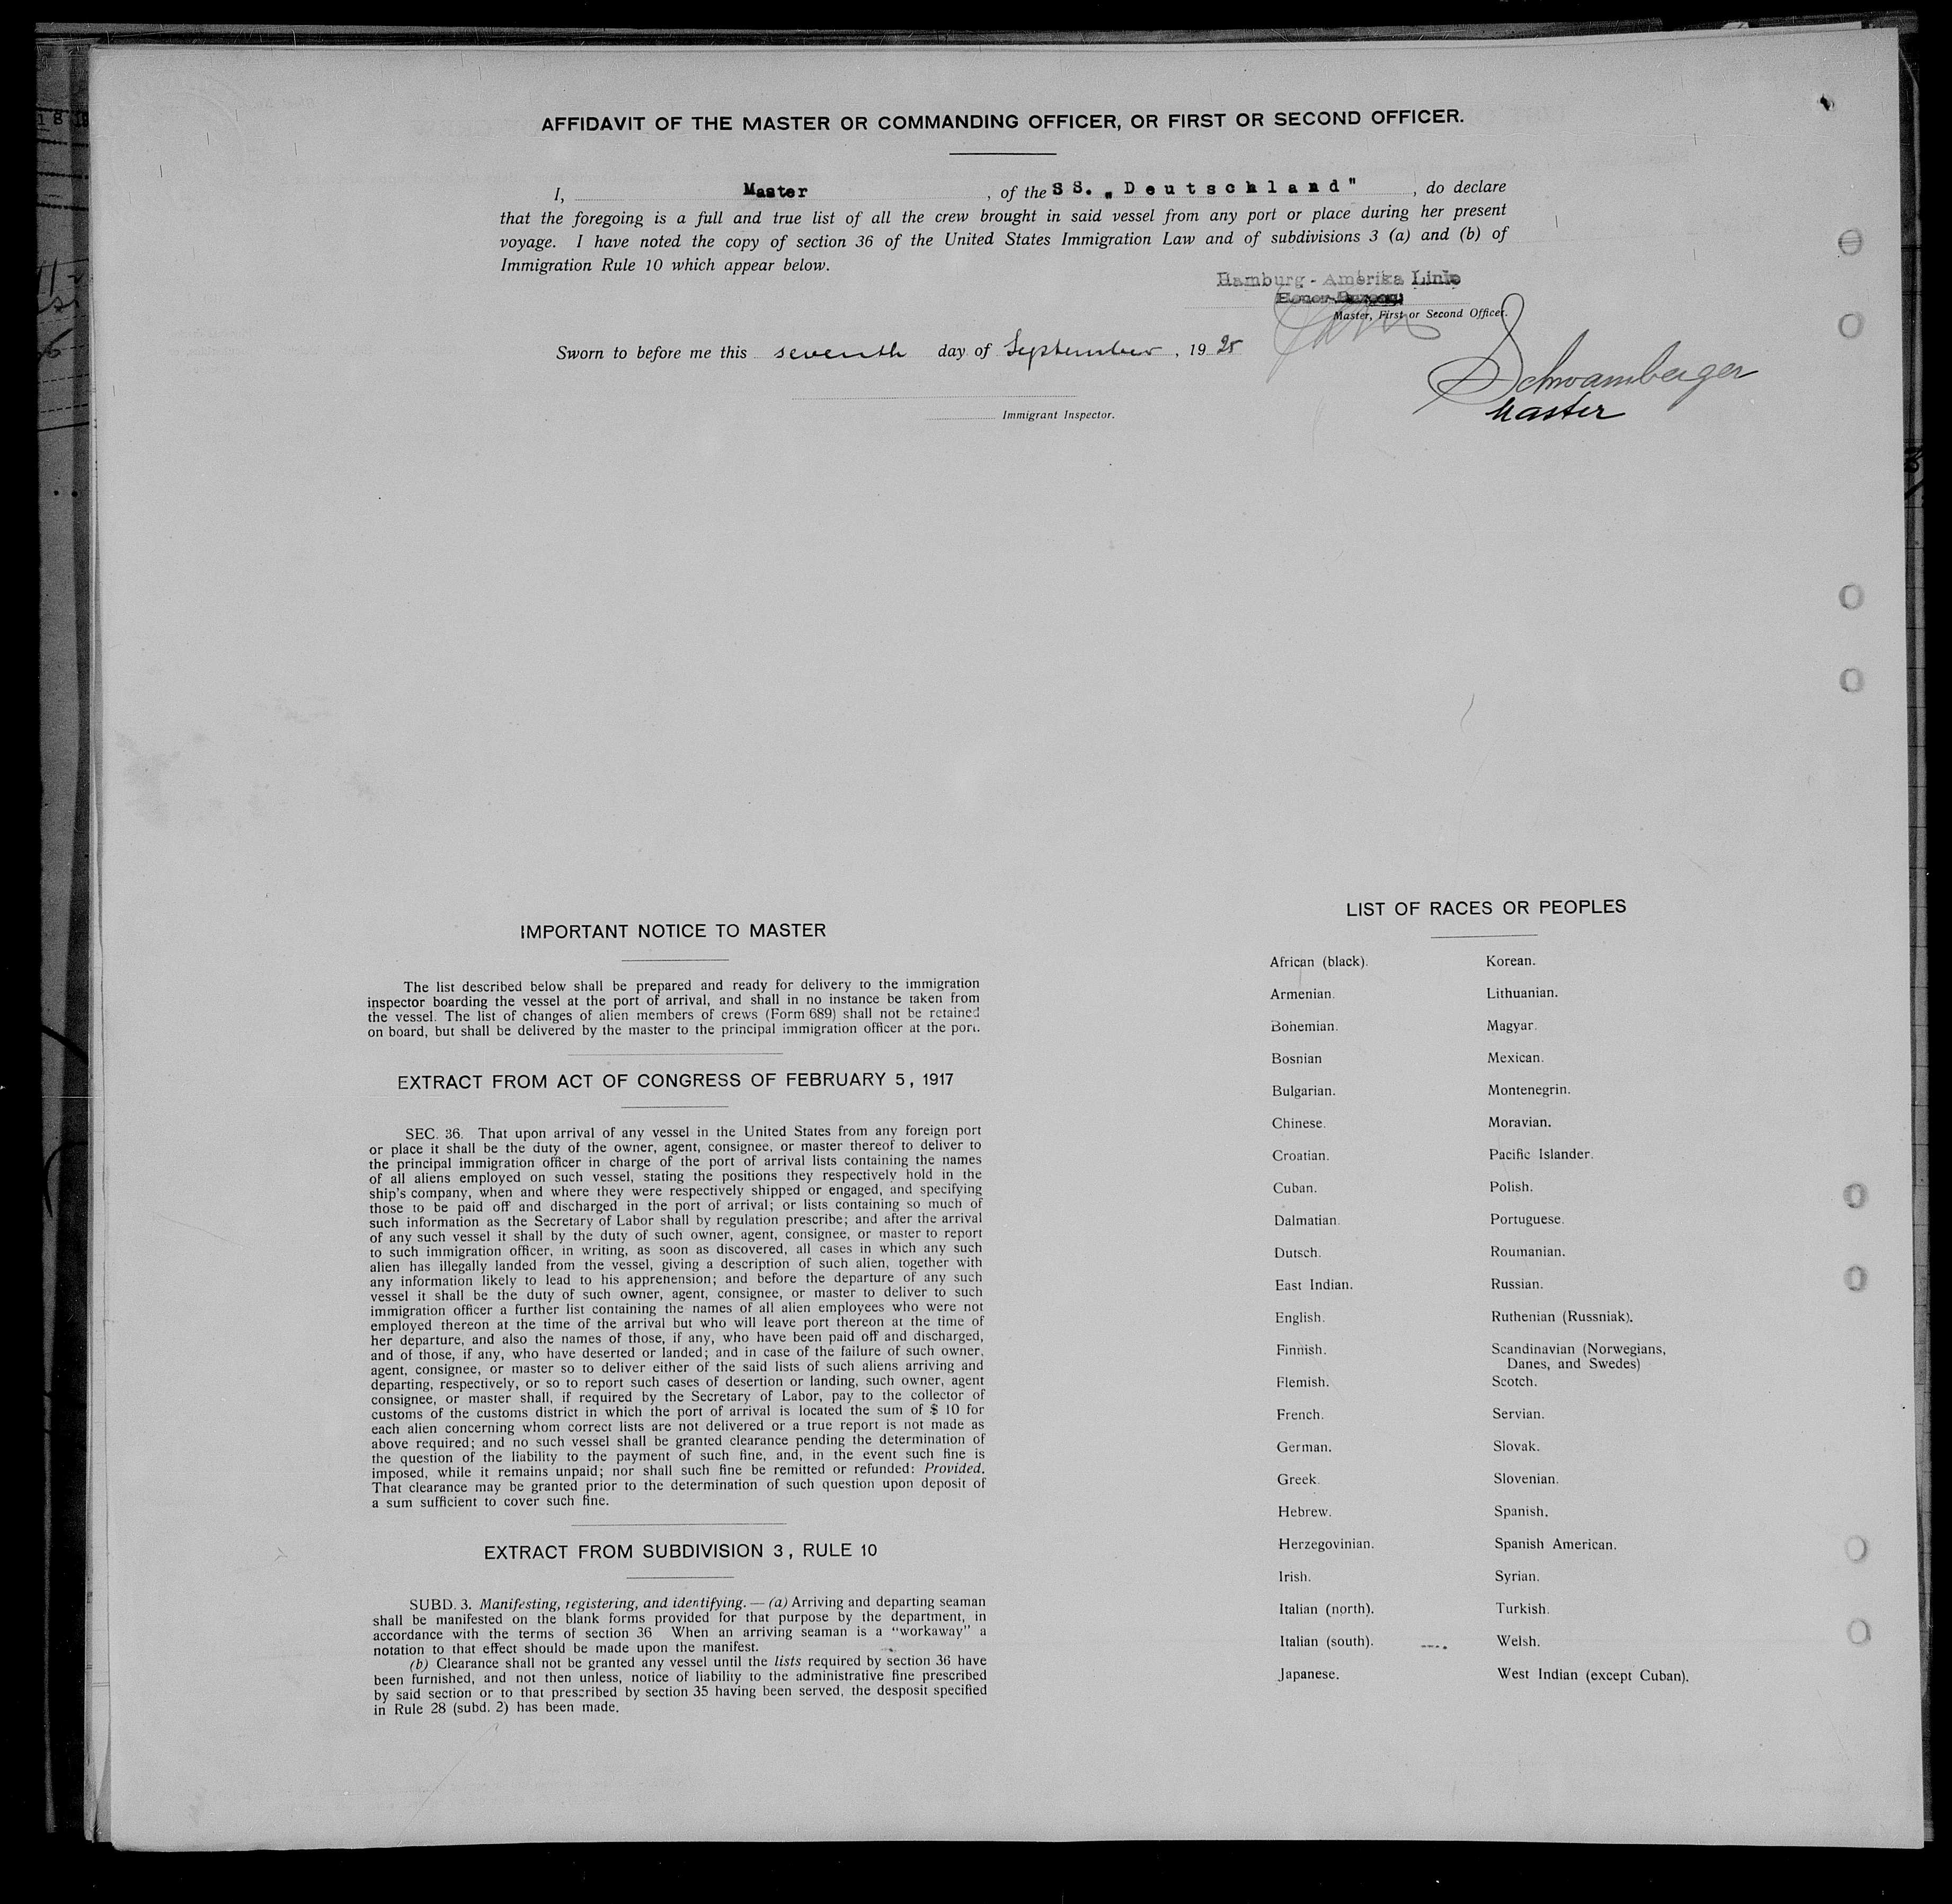 AFFIDAVIT OF THE MASTER OR COMMANDING OFFICER, OR FIRST OR SECOND OFFICER.
I, Master , of the SS. „Deutschland" , do declare
that the foregoing is a full and true list of all the crew brought in said vessel from any port or place during her present
voyage. I have noted the copy of section 36 of the United States Immigration Law and of subdivisions 3 (a) and (b) of
Immigration Rule 10 which appear below.
Hamburg - Amerika Linie
Master, First or Second Officer.
Sworn to before me this seventh day of September , 19 25
Schwamberger
Master
Immigrant Inspector.
IMPORTANT NOTICE TO MASTER
The list described below shall be prepared and ready for delivery to the immigration
inspector boarding the vessel at the port of arrival, and shall in no instance be taken from
the vessel. The list of changes of alien members of crews (Form 689) shall not be retained
on board, but shall be delivered by the master to the principal immigration officer at the port.
EXTRACT FROM ACT OF CONGRESS OF FEBRUARY 5, 1917
SEC. 36. That upon arrival of any vessel in the United States from any foreign port
or place it shall be the duty of the owner, agent, consignee, or master thereof to deliver to
the principal immigration officer in charge of the port of arrival lists containing the names
of all aliens employed on such vessel, stating the positions they respectively hold in the
ship's company, when and where they were respectively shipped or engaged, and specifying
those to be paid off and discharged in the port of arrival; or lists containing so much of
such information as the Secretary of Labor shall by regulation prescribe; and after the arrival
of any such vessel it shall by the duty of such owner, agent, consignee, or master to report
to such immigration officer, in writing, as soon as discovered, all cases in which any such
alien has illegally landed from the vessel, giving a description of such alien, together with
any information likely to lead to his apprehension; and before the departure of any such
vessel it shall be the duty of such owner, agent, consignee, or master to deliver to such
immigration officer a further list containing the names of all alien employees who were not
employed thereon at the time of the arrival but who will leave port thereon at the time of
her departure, and also the names of those, if any, who have been paid off and discharged,
and of those, if any, who have deserted or landed; and in case of the failure of such owner,
agent, consignee, or master so to deliver either of the said lists of such aliens arriving and
departing, respectively, or so to report such cases of desertion or landing, such owner, agent
consignee, or master shall, if required by the Secretary of Labor, pay to the collector of
customs of the customs district in which the port of arrival is located the sum of $ 10 for
each alien concerning whom correct lists are not delivered or a true report is not made as
above required; and no such vessel shall be granted clearance pending the determination of
the question of the liability to the payment of such fine, and, in the event such fine is
imposed, while it remains unpaid; nor shall such fine be remitted or refunded: Provided.
That clearance may be granted prior to the determination of such question upon deposit of
a sum sufficient to cover such fine.
EXTRACT FROM SUBDIVISION 3, RULE 10
SUBD. 3. Manifesting, registering, and identifying. — (a) Arriving and departing seaman
shall be manifested on the blank forms provided for that purpose by the department, in
accordance with the terms of section 36 When an arriving seaman is a "workaway" a
notation to that effect should be made upon the manifest.
(b) Clearance shall not be granted any vessel until the lists required by section 36 have
been furnished, and not then unless, notice of liability to the administrative fine prescribed
by said section or to that prescribed by section 35 having been served, the desposit specified
in Rule 28 (subd. 2) has been made.
LIST OF RACES OR PEOPLES
African (black). Korean.
Armenian. Lithuanian.
Bohemian. Magyar.
Bosnian Mexican.
Bulgarian. Montenegrin.
Chinese. Moravian.
Croatian. Pacific Islander.
Cuban. Polish.
Dalmatian. Portuguese.
Dutsch. Roumanian.
East Indian. Russian.
English. Ruthenian (Russniak).
Finnish. Scandinavian (Norwegians,
Danes, and Swedes)
Flemish. Scotch.
French. Servian.
German. Slovak.
Greek. Slovenian.
Hebrew. Spanish.
Herzegovinian. Spanish American.
Irish. Syrian.
Italian (north). Turkish.
Italian (south). Welsh.
Japanese. West Indian (except Cuban).